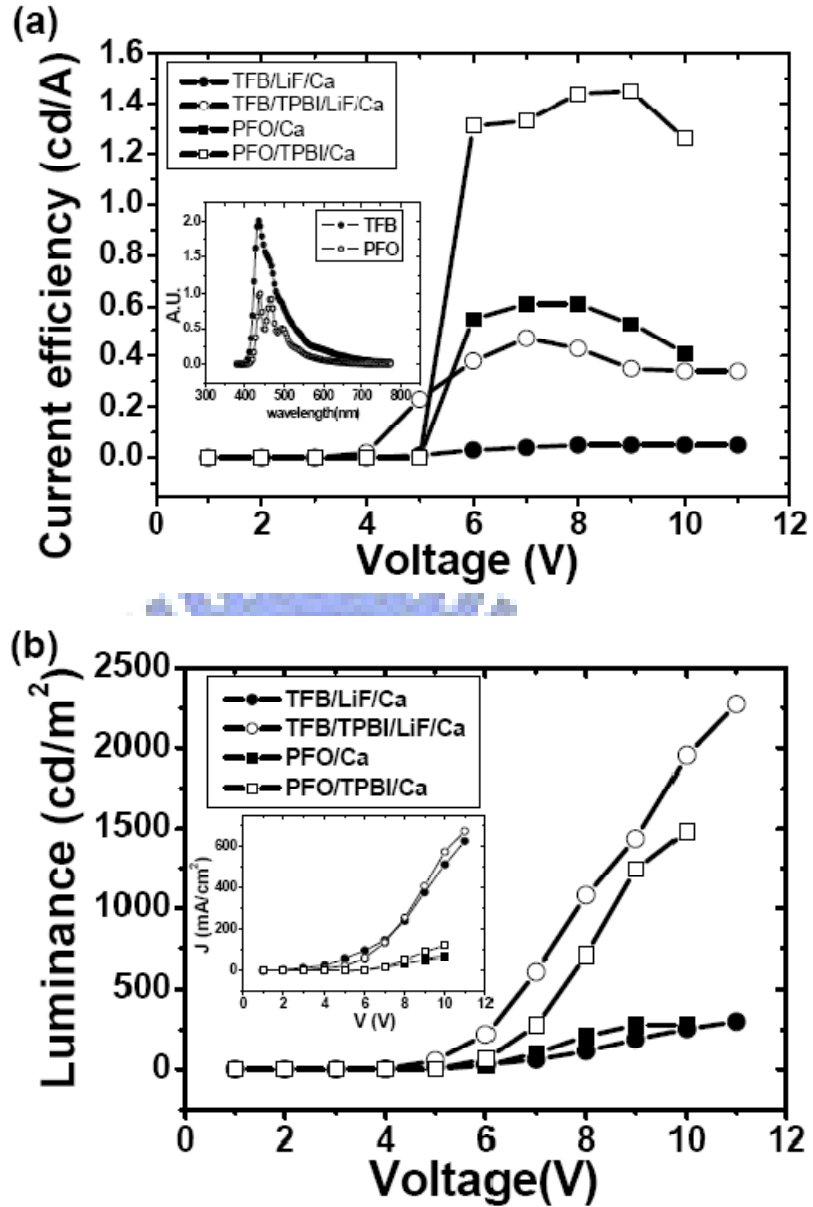 (a)
Current efficiency (cd/A)
1.6
1.4
1.2
1.0
0.8
0.6
0.4
0.2
0.0
TFB/LiF/Ca
TFB/TPBI/LiF/Ca
PFO/Ca
PFO/TPBI/Ca
A.U.
2.0
1.5
1.0
0.5
0.0
TFB
PFO
300 400 500 600 700 800
wavelength(nm)
0 2 4 6 8 10 12
Voltage (V)
(b)
Luminance (cd/m²)
2500
2000
1500
1000
500
0
TFB/LiF/Ca
TFB/TPBI/LiF/Ca
PFO/Ca
PFO/TPBI/Ca
J (mA/cm²)
600
400
200
0
0 2 4 6 8 10 12
V (V)
0 2 4 6 8 10 12
Voltage(V)